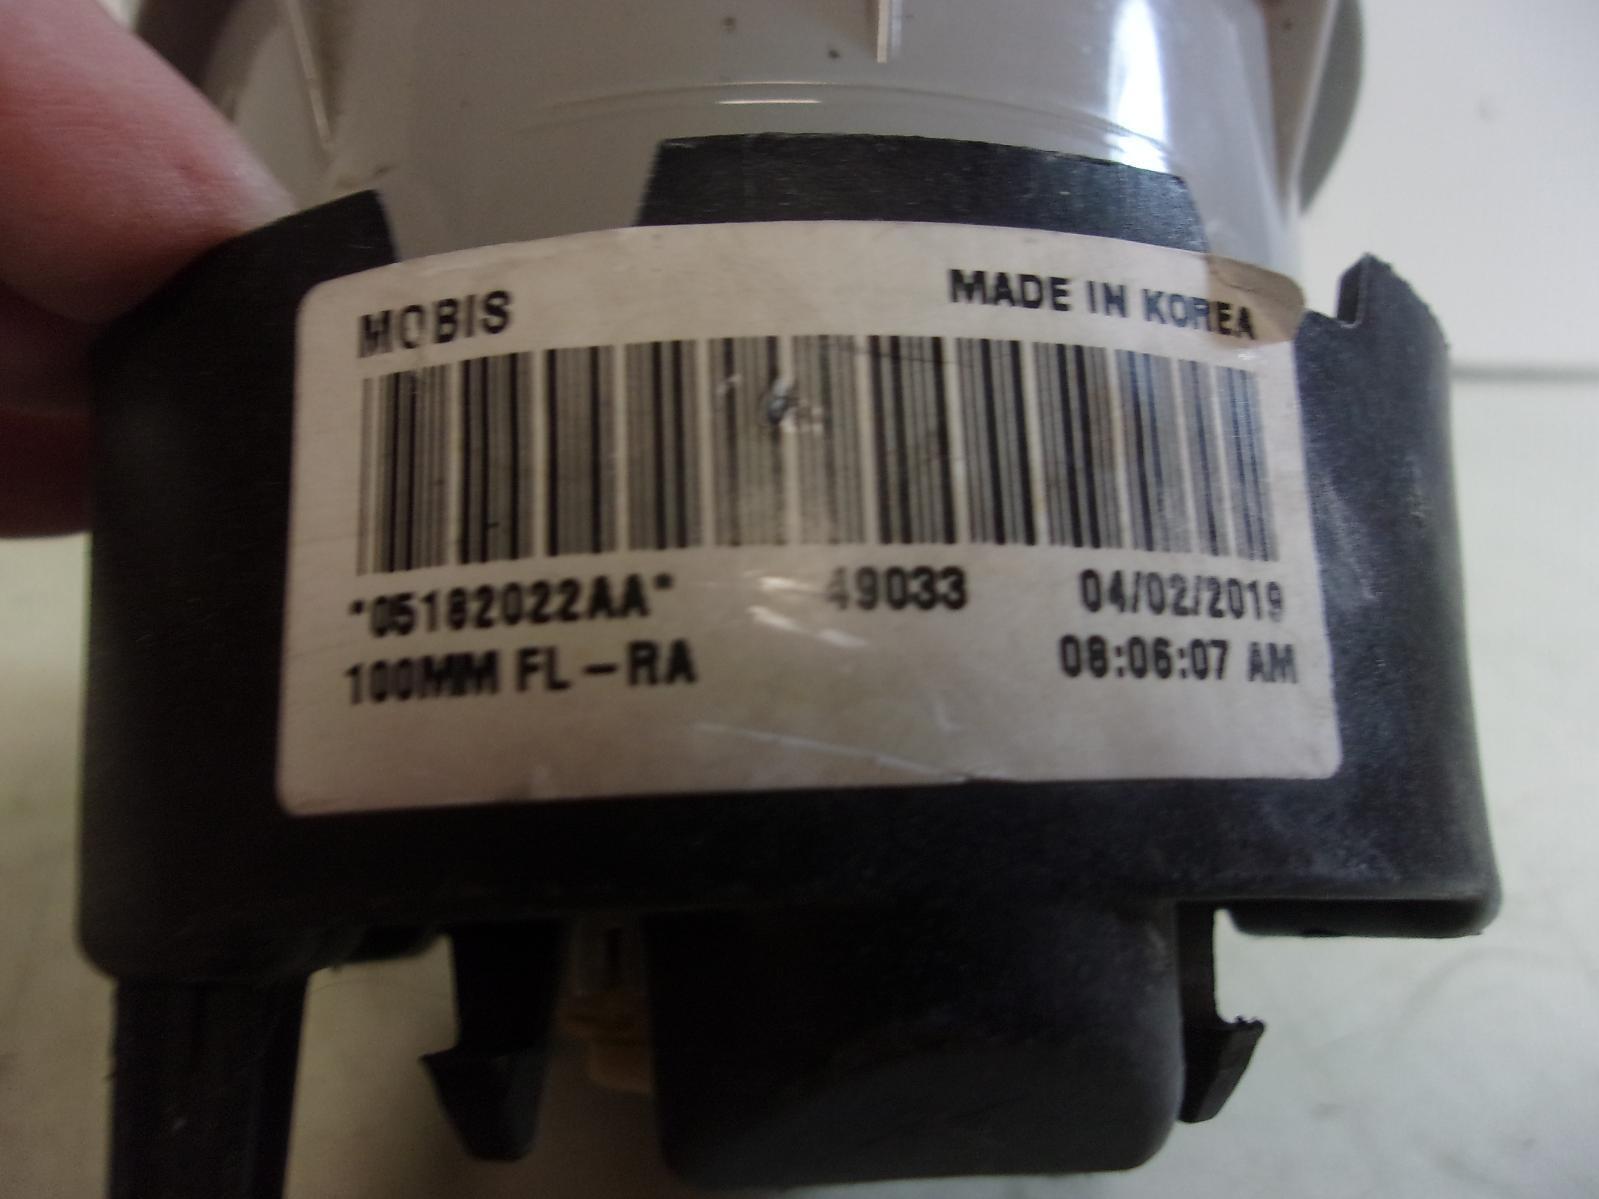 MOBIS MADE IN KOREA
*05182022AA* 49033 04/02/2019
100MM FL-RA 08:06:07 AM